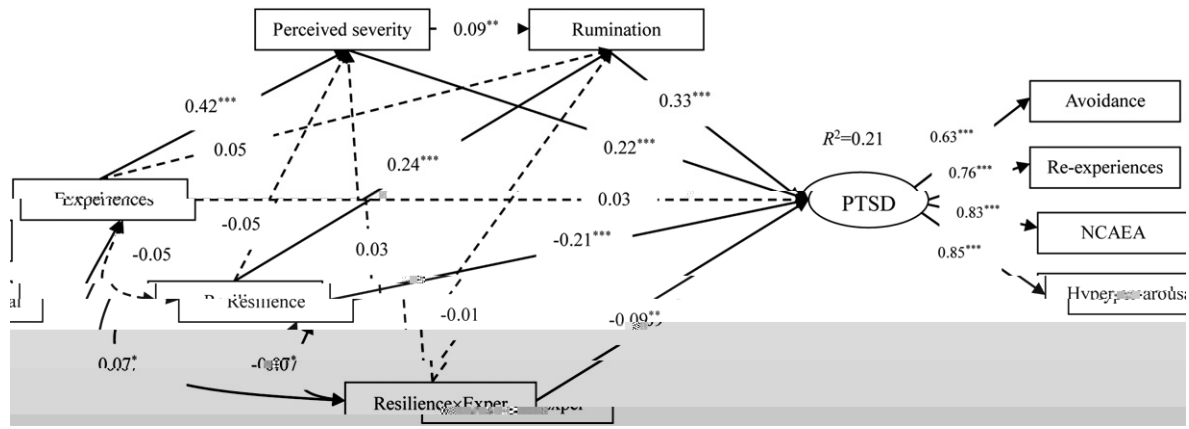 Perceived severity
0.09**
Rumination
0.42***
0.33***
Avoidance
0.05
0.24***
0.22***
R²=0.21
0.63***
0.76***
Re-experiences
Experiences
0.03
PTSD
-0.05
-0.05
0.03
-0.21***
0.83***
NCAEA
0.85***
Resilience
-0.01
-0.09**
0.07*
Resilience×Exper